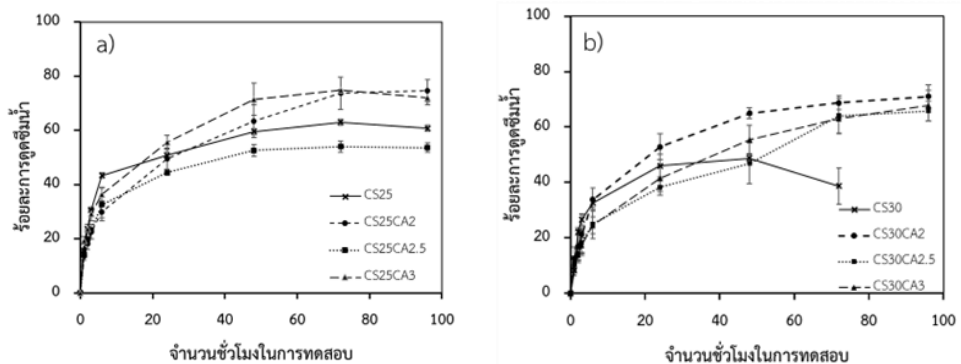 a)
ร้อยละการดูดซึมน้ำ
100
80
60
40
20
0
0 20 40 60 80 100
จำนวนชั่วโมงในการทดสอบ
CS25
CS25CA2
CS25CA2.5
CS25CA3
b)
ร้อยละการดูดซึมน้ำ
100
80
60
40
20
0
0 20 40 60 80 100
จำนวนชั่วโมงในการทดสอบ
CS30
CS30CA2
CS30CA2.5
CS30CA3